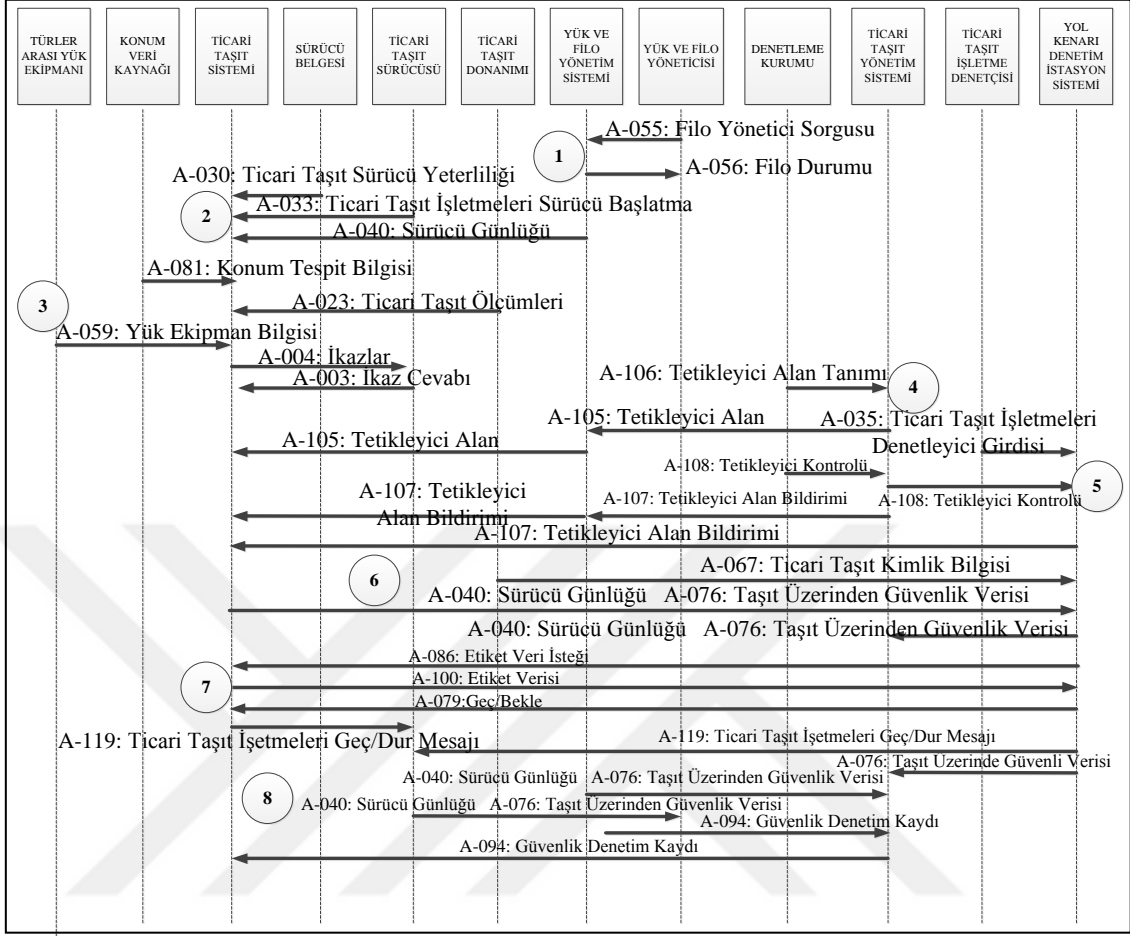 TÜRLER
ARASI YÜK
EKİPMANI
KONUM
VERİ
KAYNAĞI
TİCARİ
TAŞIT
SİSTEMİ
SÜRÜCÜ
BELGESİ
TİCARİ
TAŞIT
SÜRÜCÜSÜ
TİCARİ
TAŞIT
DONANIMI
YÜK VE
FİLO
YÖNETİM
SİSTEMİ
YÜK VE FİLO
YÖNETİCİSİ
DENETLEME
KURUMU
TİCARİ
TAŞIT
YÖNETİM
SİSTEMİ
TİCARİ
TAŞIT
İŞLETME
DENETÇİSİ
YOL
KENARI
DENETİM
İSTASYON
SİSTEMİ
A-055: Filo Yönetici Sorgusu
1
A-056: Filo Durumu
A-030: Ticari Taşıt Sürücü Yeterliliği
2
A-033: Ticari Taşıt İşletmeleri Sürücü Başlatma
A-040: Sürücü Günlüğü
A-081: Konum Tespit Bilgisi
3
A-023: Ticari Taşıt Ölçümleri
A-059: Yük Ekipman Bilgisi
A-004: İkazlar
A-003: İkaz Cevabı
A-106: Tetikleyici Alan Tanımı
4
A-105: Tetikleyici Alan
A-035: Ticari Taşıt İşletmeleri
Denetleyici Girdisi
A-105: Tetikleyici Alan
A-108: Tetikleyici Kontrolü
5
A-107: Tetikleyici
Alan Bildirimi
A-107: Tetikleyici Alan Bildirimi
A-108: Tetikleyici Kontrolü
A-107: Tetikleyici Alan Bildirimi
6
A-067: Ticari Taşıt Kimlik Bilgisi
A-040: Sürücü Günlüğü A-076: Taşıt Üzerinden Güvenlik Verisi
A-040: Sürücü Günlüğü A-076: Taşıt Üzerinden Güvenlik Verisi
A-086: Etiket Veri İsteği
7
A-100: Etiket Verisi
A-079:Geç/Bekle
A-119: Ticari Taşıt İşetmeleri Geç/Dur Mesajı
A-119: Ticari Taşıt İşetmeleri Geç/Dur Mesajı
A-076: Taşıt Üzerinde Güvenli Verisi
8
A-040: Sürücü Günlüğü A-076: Taşıt Üzerinden Güvenlik Verisi
A-040: Sürücü Günlüğü A-076: Taşıt Üzerinden Güvenlik Verisi
A-094: Güvenlik Denetim Kaydı
A-094: Güvenlik Denetim Kaydı